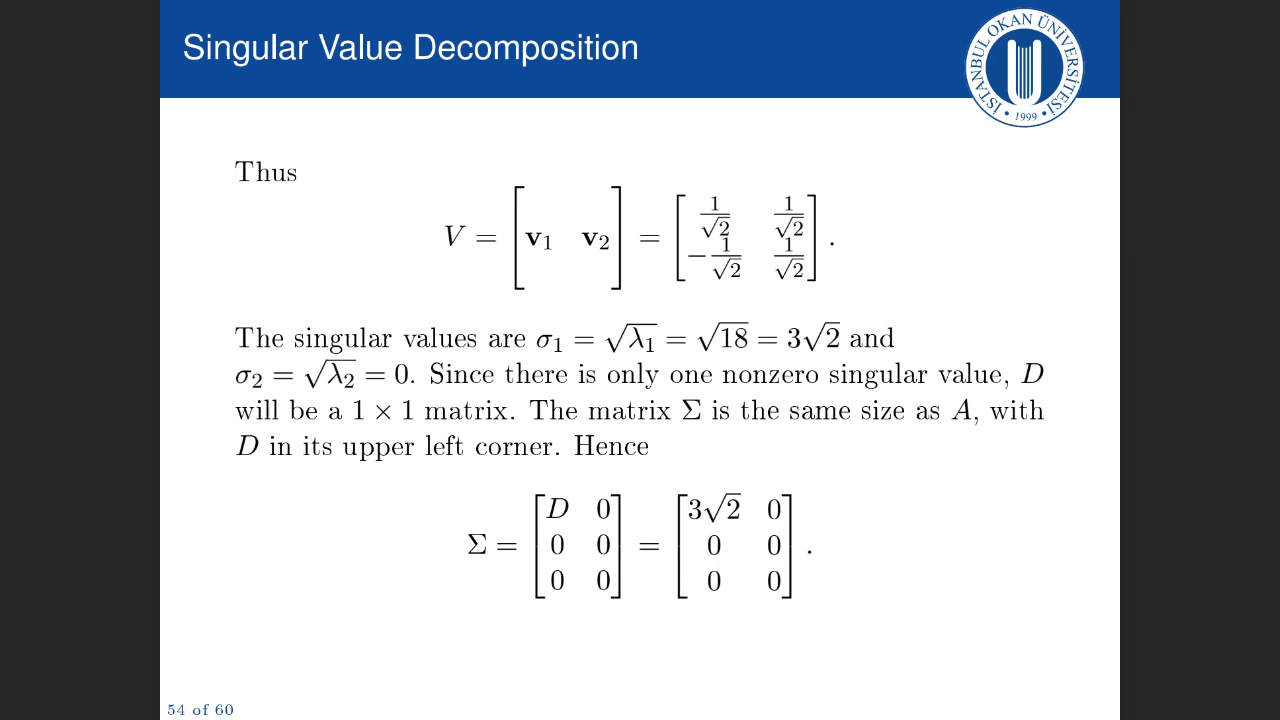 Singular Value Decomposition
İSTANBUL OKAN ÜNİVERSİTESİ
• 1999 •
Thus
V = [v₁ v₂] = [1/√2 1/√2; −1/√2 1/√2].
The singular values are σ₁ = √λ₁ = √18 = 3√2 and
σ₂ = √λ₂ = 0. Since there is only one nonzero singular value, D
will be a 1 × 1 matrix. The matrix Σ is the same size as A, with
D in its upper left corner. Hence
Σ = [D 0; 0 0; 0 0] = [3√2 0; 0 0; 0 0].
54 of 60